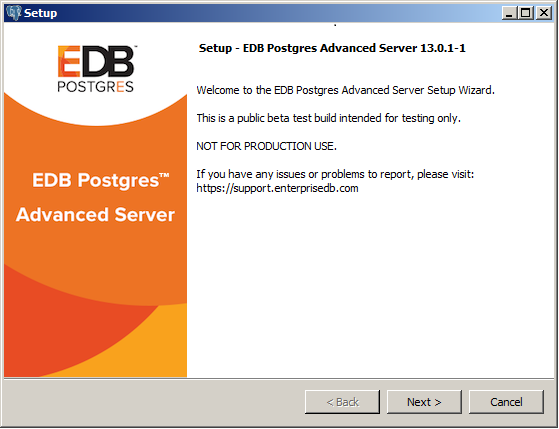 Setup
EDB
POSTGRES
EDB Postgres™
Advanced Server
Setup - EDB Postgres Advanced Server 13.0.1-1
Welcome to the EDB Postgres Advanced Server Setup Wizard.
This is a public beta test build intended for testing only.
NOT FOR PRODUCTION USE.
If you have any issues or problems to report, please visit:
https://support.enterprisedb.com
< Back
Next >
Cancel